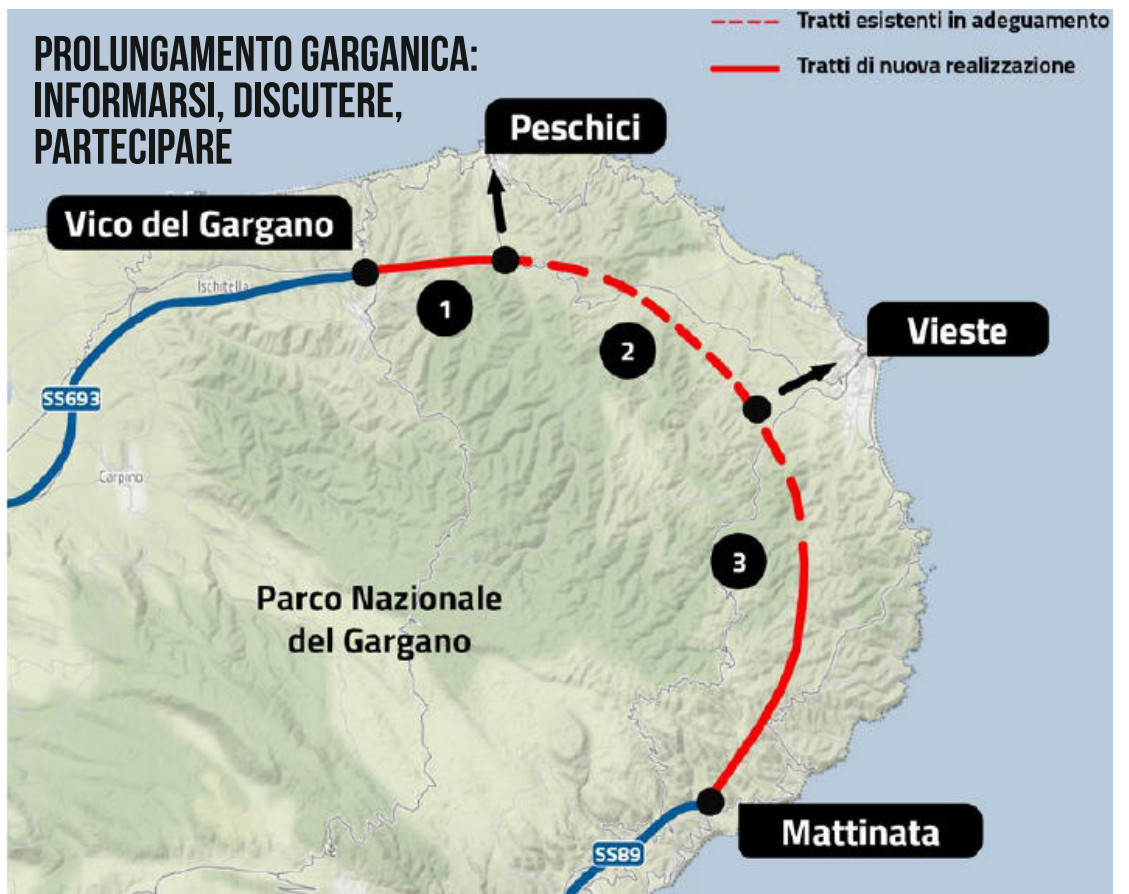 PROLUNGAMENTO GARGANICA:
INFORMARSI, DISCUTERE,
PARTECIPARE
Tratti esistenti in adeguamento
Tratti di nuova realizzazione
Peschici
Vico del Gargano
Ischitella
1
2
Vieste
SS693
Carpino
3
Parco Nazionale
del Gargano
Mattinata
SS89